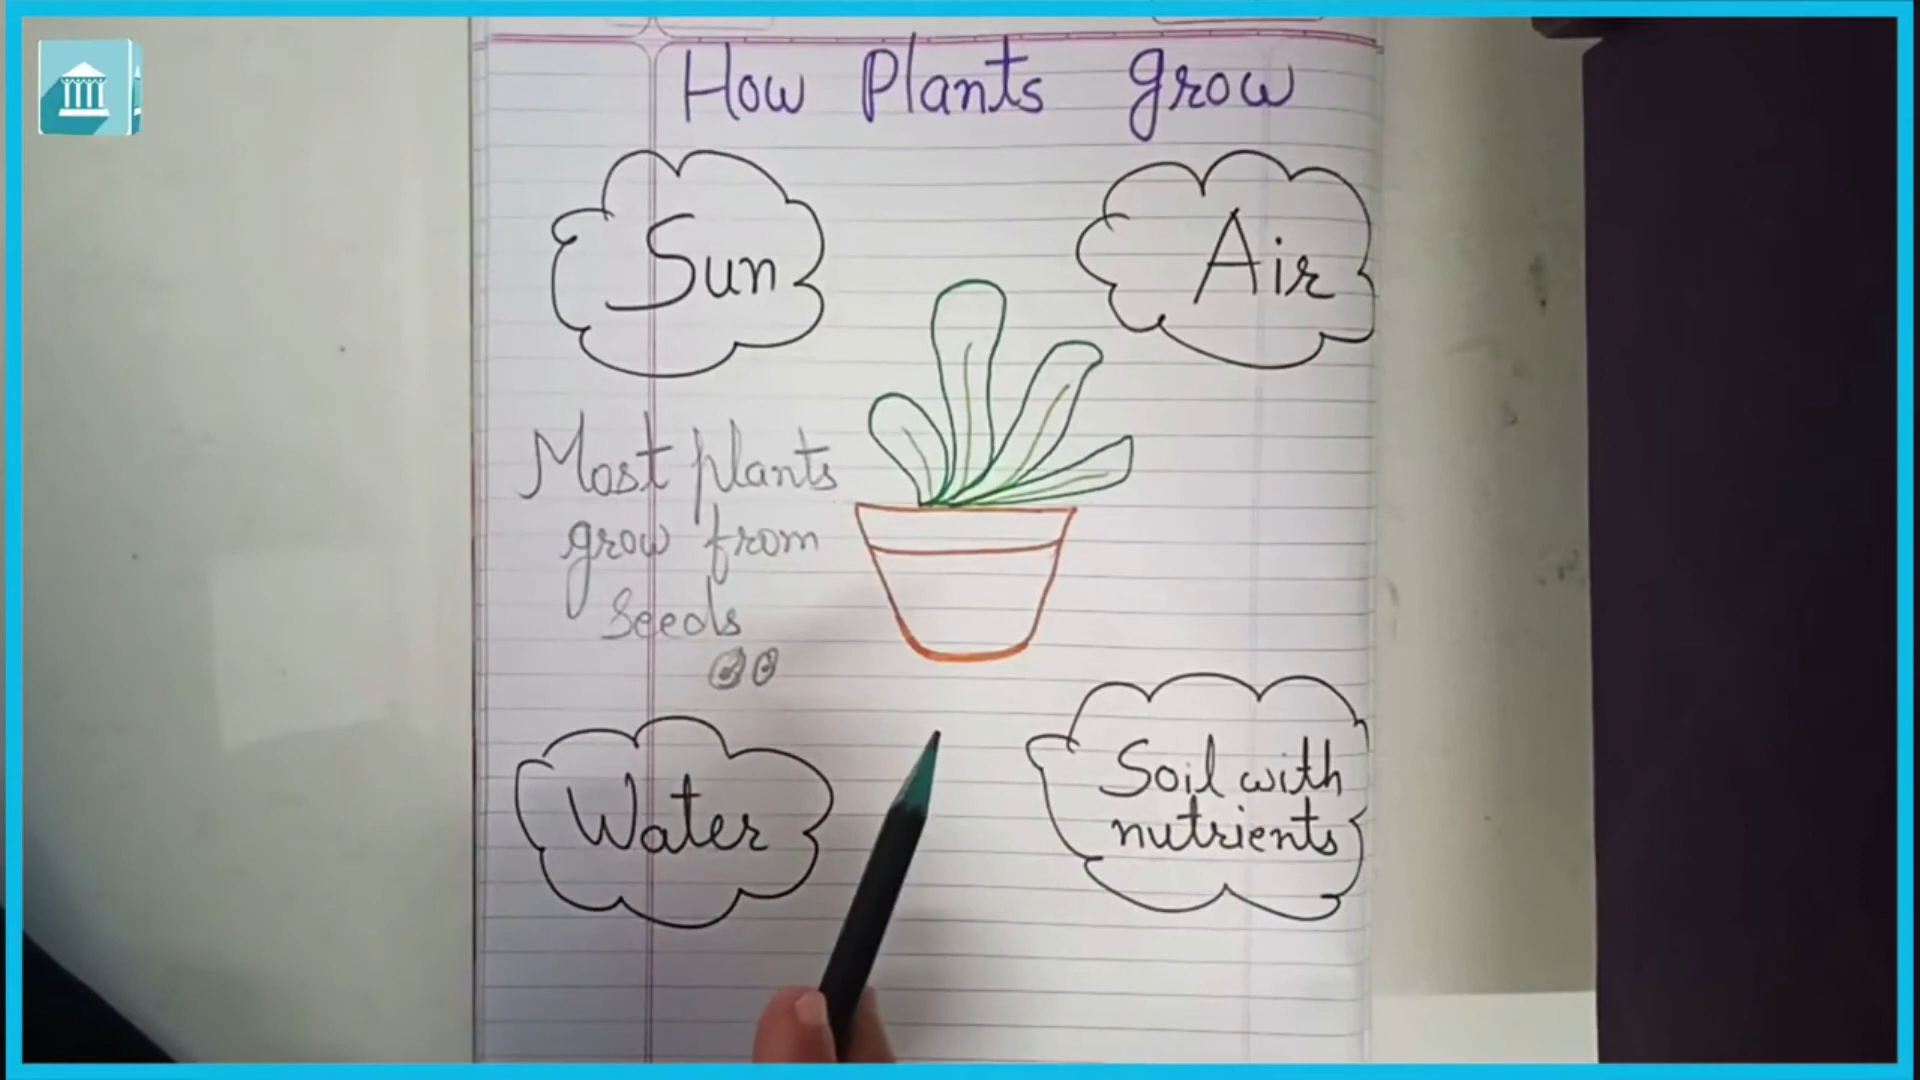 How Plants grow
Sun
Air
Most plants
grow from
Seeds
Water
Soil with
nutrients